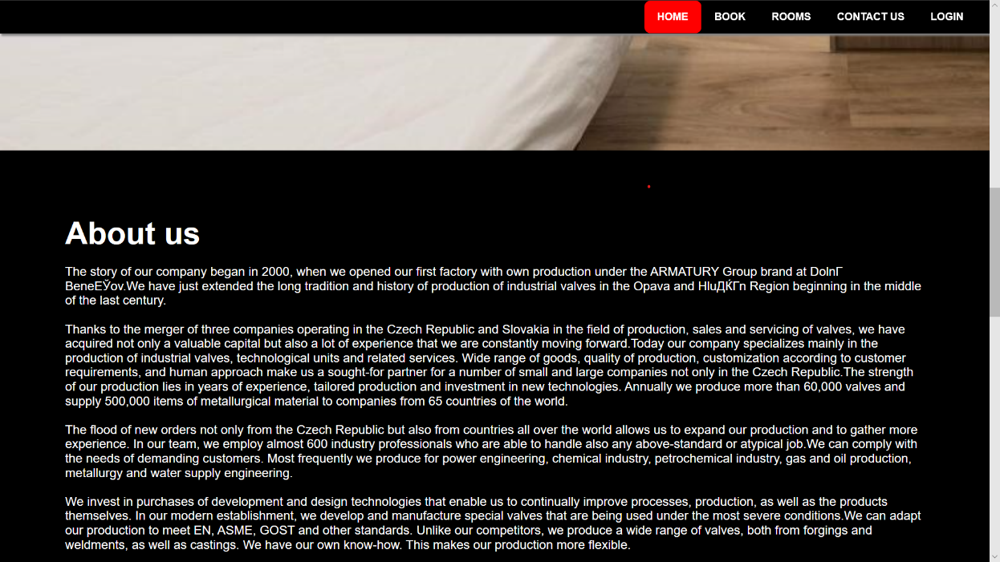 HOME BOOK ROOMS CONTACT US LOGIN
About us
The story of our company began in 2000, when we opened our first factory with own production under the ARMATURY Group brand at DolnГ
BeneЕЎov.We have just extended the long tradition and history of production of industrial valves in the Opava and HluДЌГn Region beginning in the middle
of the last century.
Thanks to the merger of three companies operating in the Czech Republic and Slovakia in the field of production, sales and servicing of valves, we have
acquired not only a valuable capital but also a lot of experience that we are constantly moving forward.Today our company specializes mainly in the
production of industrial valves, technological units and related services. Wide range of goods, quality of production, customization according to customer
requirements, and human approach make us a sought-for partner for a number of small and large companies not only in the Czech Republic.The strength
of our production lies in years of experience, tailored production and investment in new technologies. Annually we produce more than 60,000 valves and
supply 500,000 items of metallurgical material to companies from 65 countries of the world.
The flood of new orders not only from the Czech Republic but also from countries all over the world allows us to expand our production and to gather more
experience. In our team, we employ almost 600 industry professionals who are able to handle also any above-standard or atypical job.We can comply with
the needs of demanding customers. Most frequently we produce for power engineering, chemical industry, petrochemical industry, gas and oil production,
metallurgy and water supply engineering.
We invest in purchases of development and design technologies that enable us to continually improve processes, production, as well as the products
themselves. In our modern establishment, we develop and manufacture special valves that are being used under the most severe conditions.We can adapt
our production to meet EN, ASME, GOST and other standards. Unlike our competitors, we produce a wide range of valves, both from forgings and
weldments, as well as castings. We have our own know-how. This makes our production more flexible.